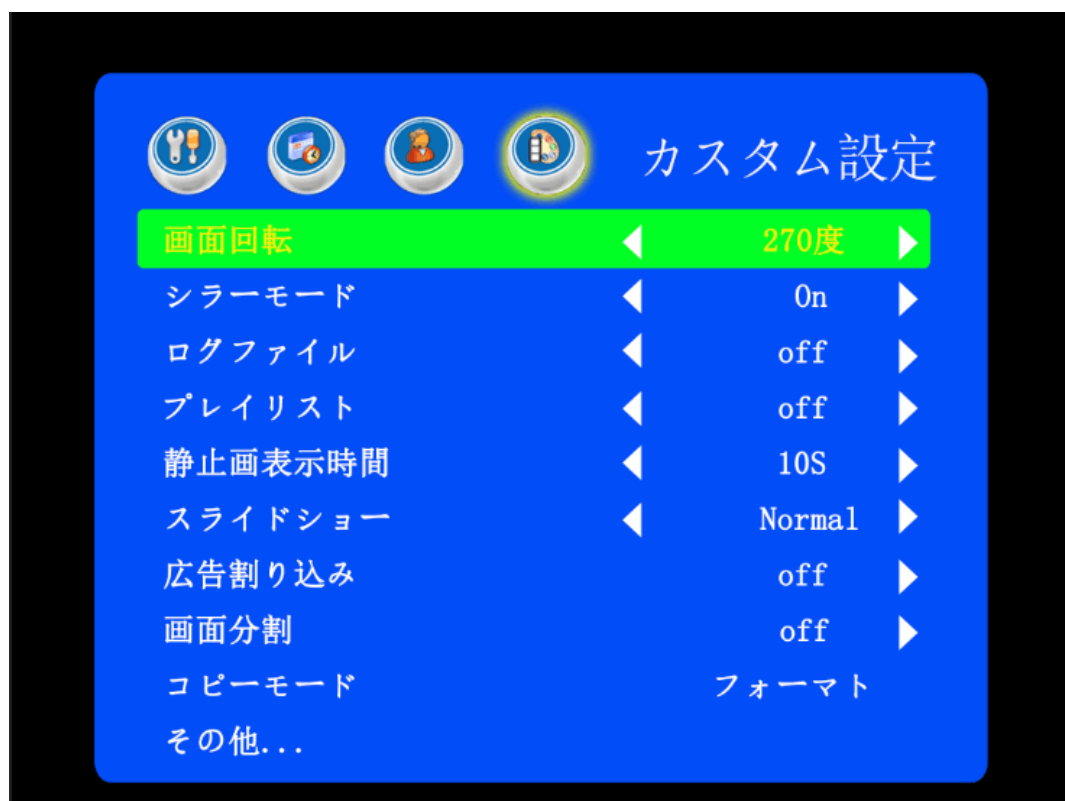 カスタム設定
画面回転 270度
シラーモード On
ログファイル off
プレイリスト off
静止画表示時間 10S
スライドショー Normal
広告割り込み off
画面分割 off
コピーモード フォーマト
その他...